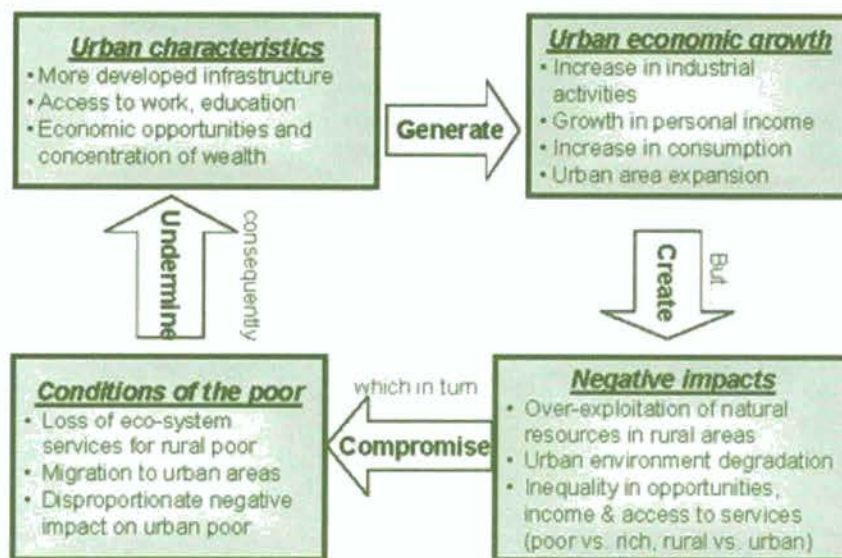 Urban characteristics
• More developed infrastructure
• Access to work, education
• Economic opportunities and
concentration of wealth
Generate
Urban economic growth
• Increase in industrial
activities
• Growth in personal income
• Increase in consumption
• Urban area expansion
But
Create
Negative impacts
• Over-exploitation of natural
resources in rural areas
• Urban environment degradation
• Inequality in opportunities,
income & access to services
(poor vs. rich, rural vs. urban)
which in turn
Compromise
Conditions of the poor
• Loss of eco-system
services for rural poor
• Migration to urban areas
• Disproportionate negative
impact on urban poor
consequently
Undermine